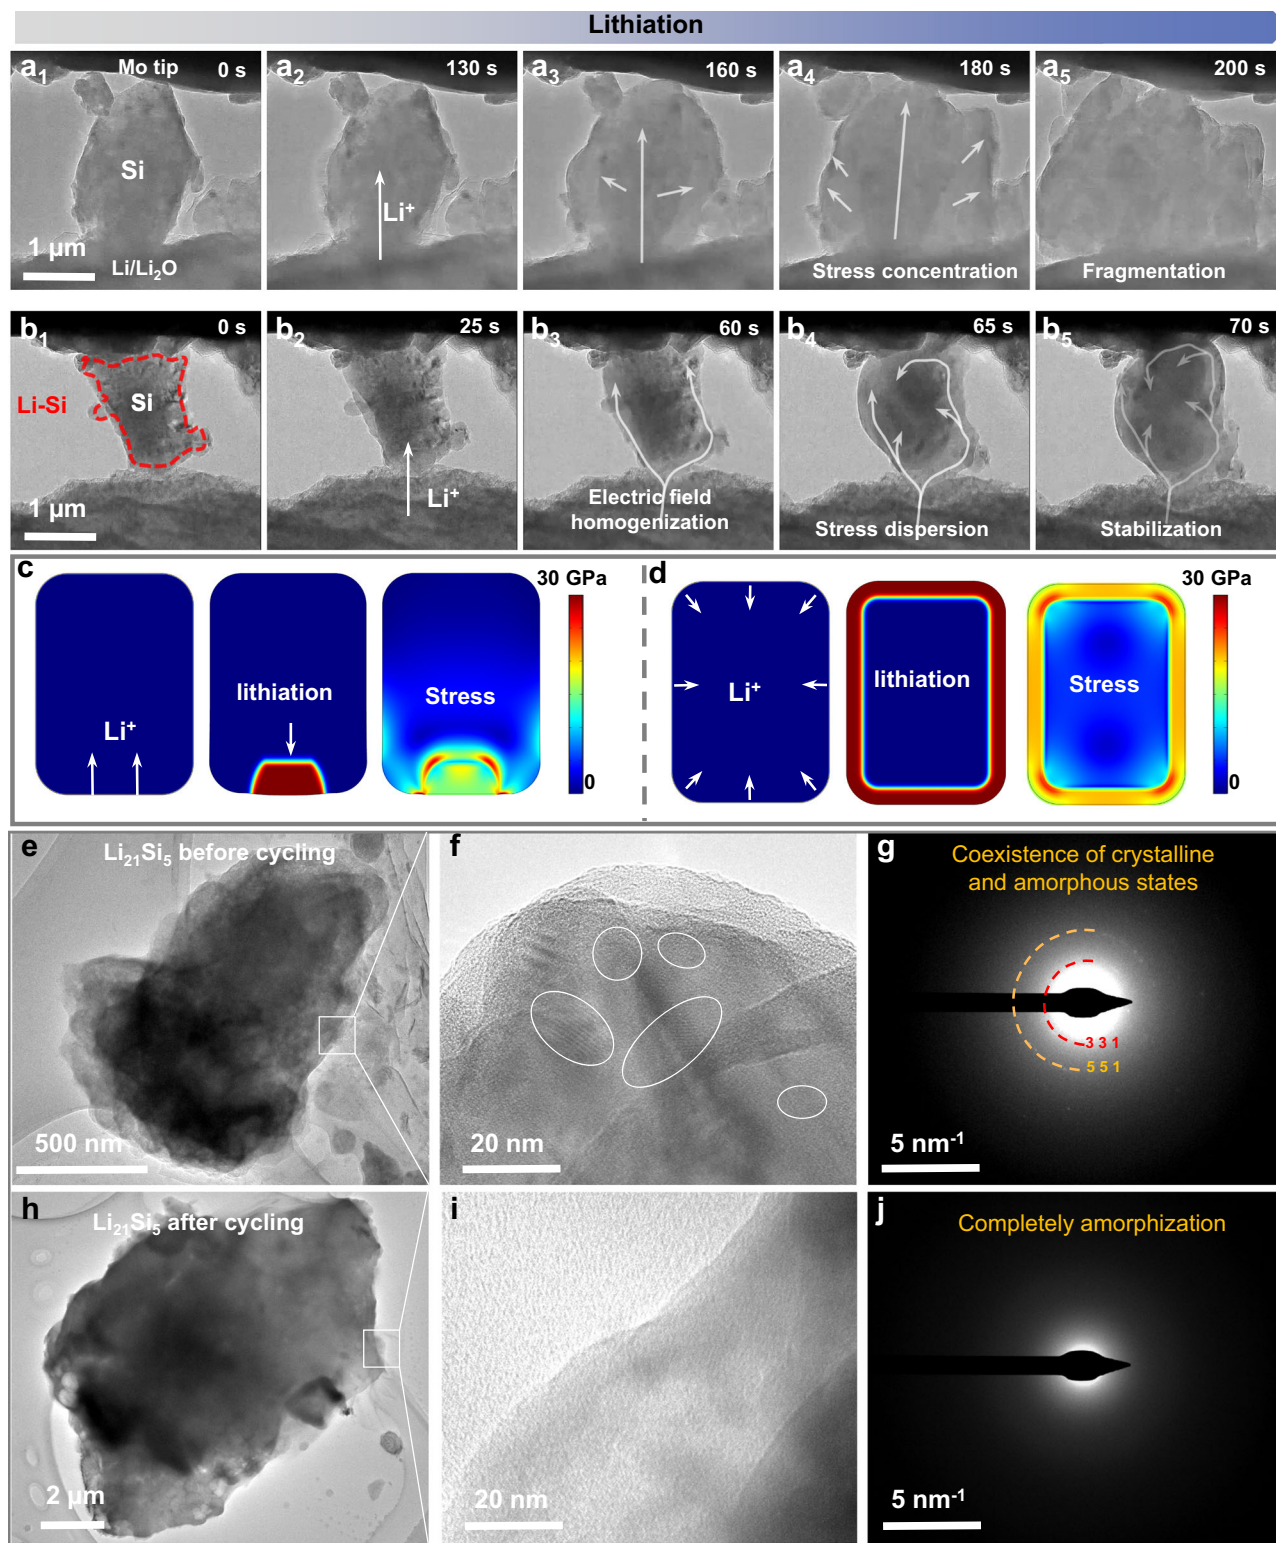 Lithiation
a1 Mo tip 0 s
Si
1 µm
Li/Li2O
a2 130 s
Li+
a3 160 s
a4 180 s
Stress concentration
a5 200 s
Fragmentation
b1 0 s
Li-Si
Si
1 µm
b2 25 s
Li+
b3 60 s
Electric field
homogenization
b4 65 s
Stress dispersion
b5 70 s
Stabilization
c
Li+
lithiation
Stress
30 GPa
0
d
Li+
lithiation
Stress
30 GPa
0
e
Li21Si5 before cycling
500 nm
f
20 nm
g
Coexistence of crystalline
and amorphous states
3 3 1
5 5 1
5 nm-1
h
Li21Si5 after cycling
2 µm
i
20 nm
j
Completely amorphization
5 nm-1